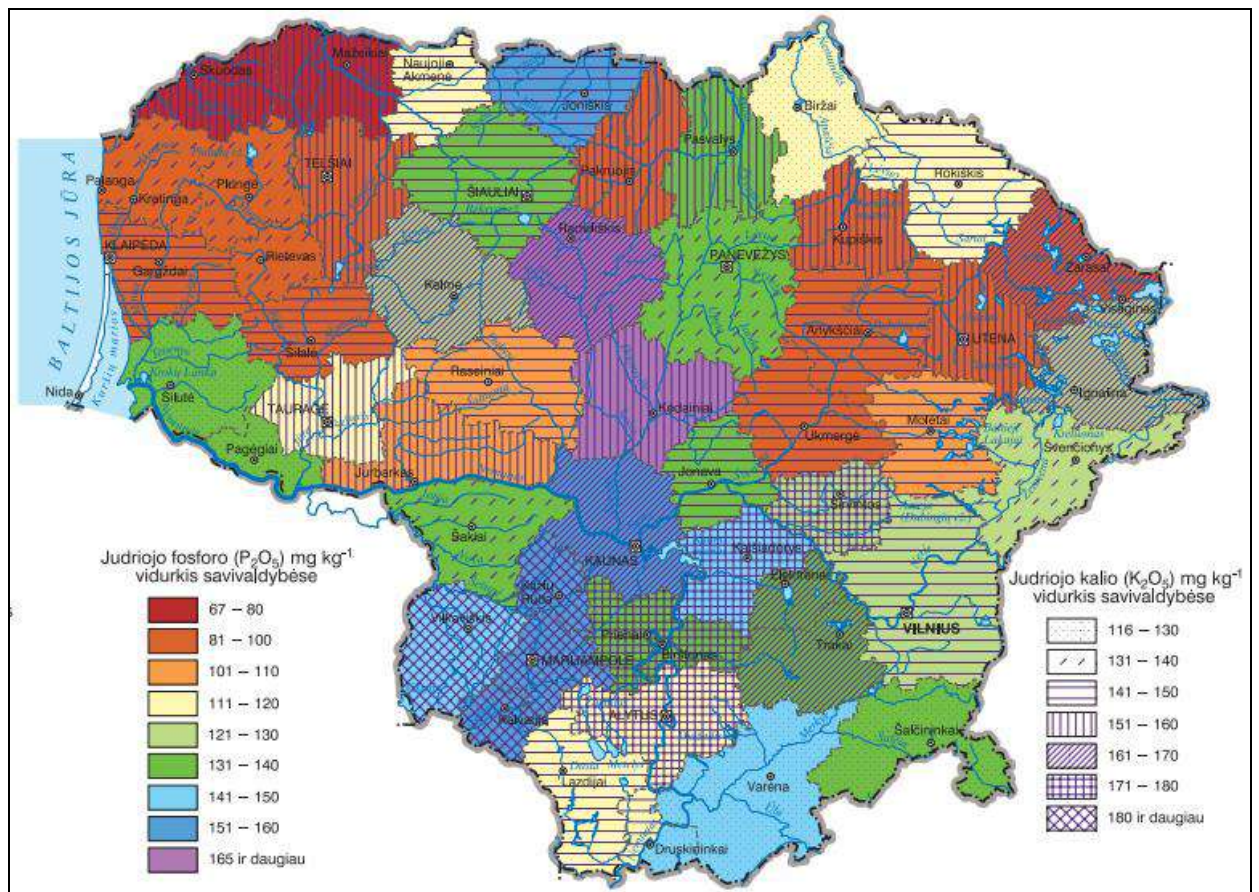 Skuodas
Mažeikiai
Naujoji
Akmenė
Joniškis
Biržai
Pasvalys
Rokiškis
TELŠIAI
Pakruojis
ŠIAULIAI
Palanga
Kretinga
Plungė
Radviliškis
Kupiškis
PANEVĖŽYS
Zarasai
KLAIPĖDA
Gargždai
Rietavas
Kelmė
Visaginas
Anykščiai
UTENA
BALTIJOS JŪRA
Kuršių marios
Šilalė
Raseiniai
Ignalina
Nida
Krokų Lanka
Šilutė
TAURAGĖ
Kėdainiai
Ukmergė
Molėtai
Švenčionys
Pagėgiai
Jurbarkas
Jonava
Širvintos
Šakiai
KAUNAS
Kaišiadorys
Elektrėnai
Kazlų
Rūda
Vilkaviškis
Prienai
Birštonas
Trakai
VILNIUS
MARIJAMPOLĖ
Kalvarija
ALYTUS
Šalčininkai
Lazdijai
Varėna
Ūla
Druskininkai
Judriojo fosforo (P₂O₅) mg kg⁻¹
vidurkis savivaldybėse
67 – 80
81 – 100
101 – 110
111 – 120
121 – 130
131 – 140
141 – 150
151 – 160
165 ir daugiau
Judriojo kalio (K₂O₅) mg kg⁻¹
vidurkis savivaldybėse
116 – 130
131 – 140
141 – 150
151 – 160
161 – 170
171 – 180
180 ir daugiau